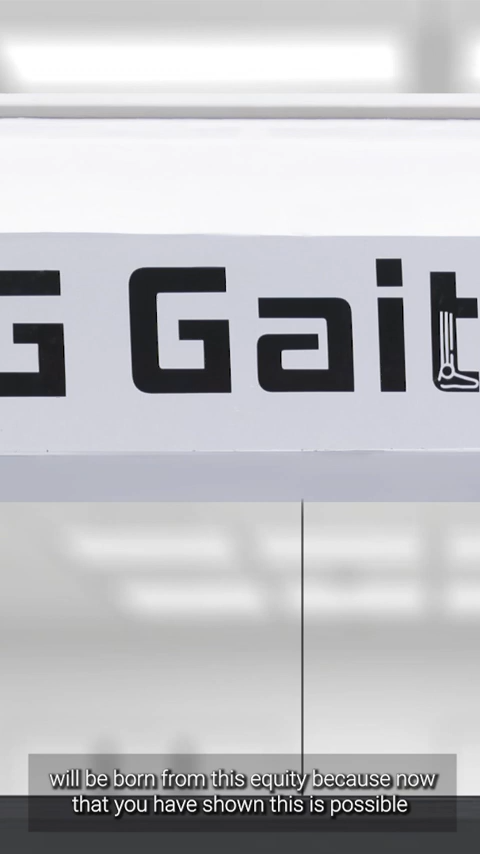 G Gait
will be born from this equity because now
that you have shown this is possible